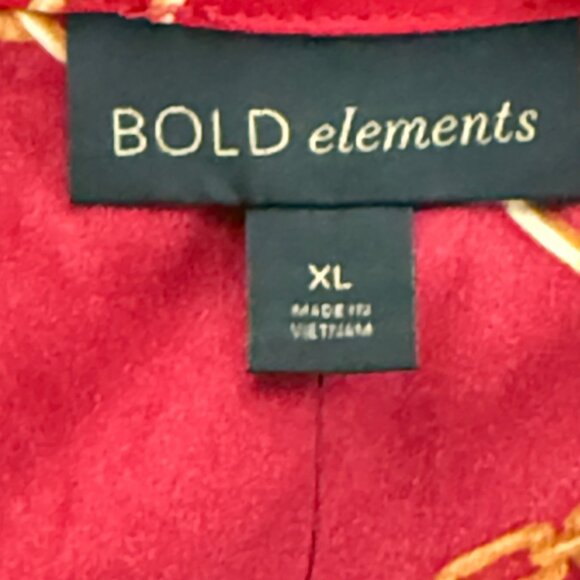 BOLD elements
XL
MADE IN
VIETNAM